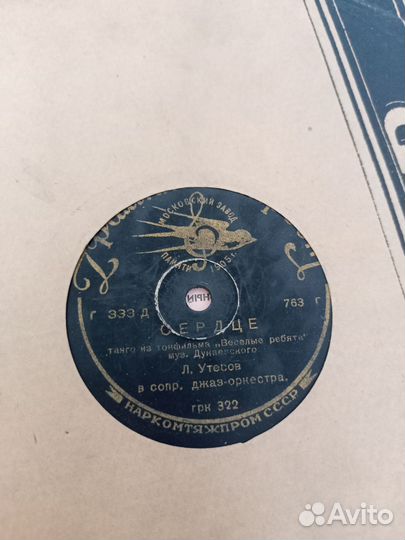 МОСКОВСКИЙ ЗАВОД
ПАМЯТИ 1905 г.
Г 333 Д
763 Г
СЕРДЦЕ
танго из тонфильма „Веселые ребята"
муз. Дунаевского
Л. Утесов
в сопр. джаз-оркестра.
грк 322
НАРКОМТЯЖПРОМ СССР
Avito